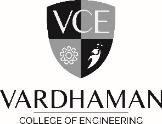 VCE
VARDHAMAN
COLLEGE OF ENGINEERING